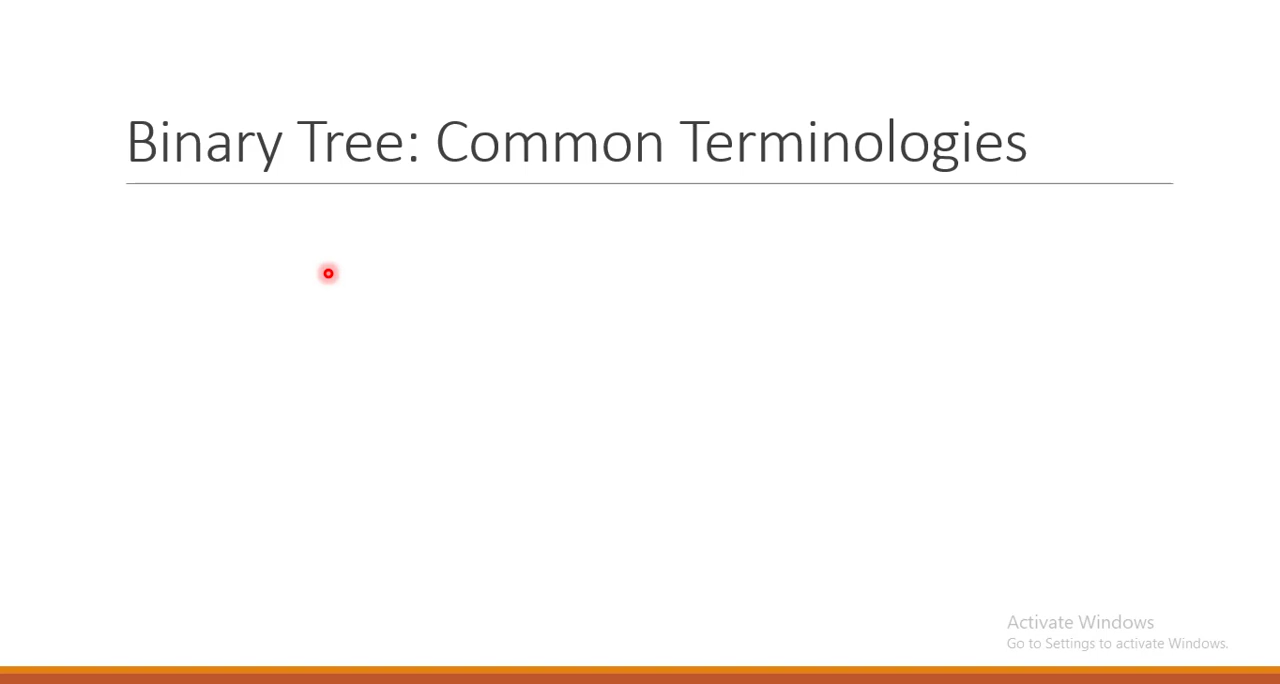 Binary Tree: Common Terminologies
Activate Windows
Go to Settings to activate Windows.